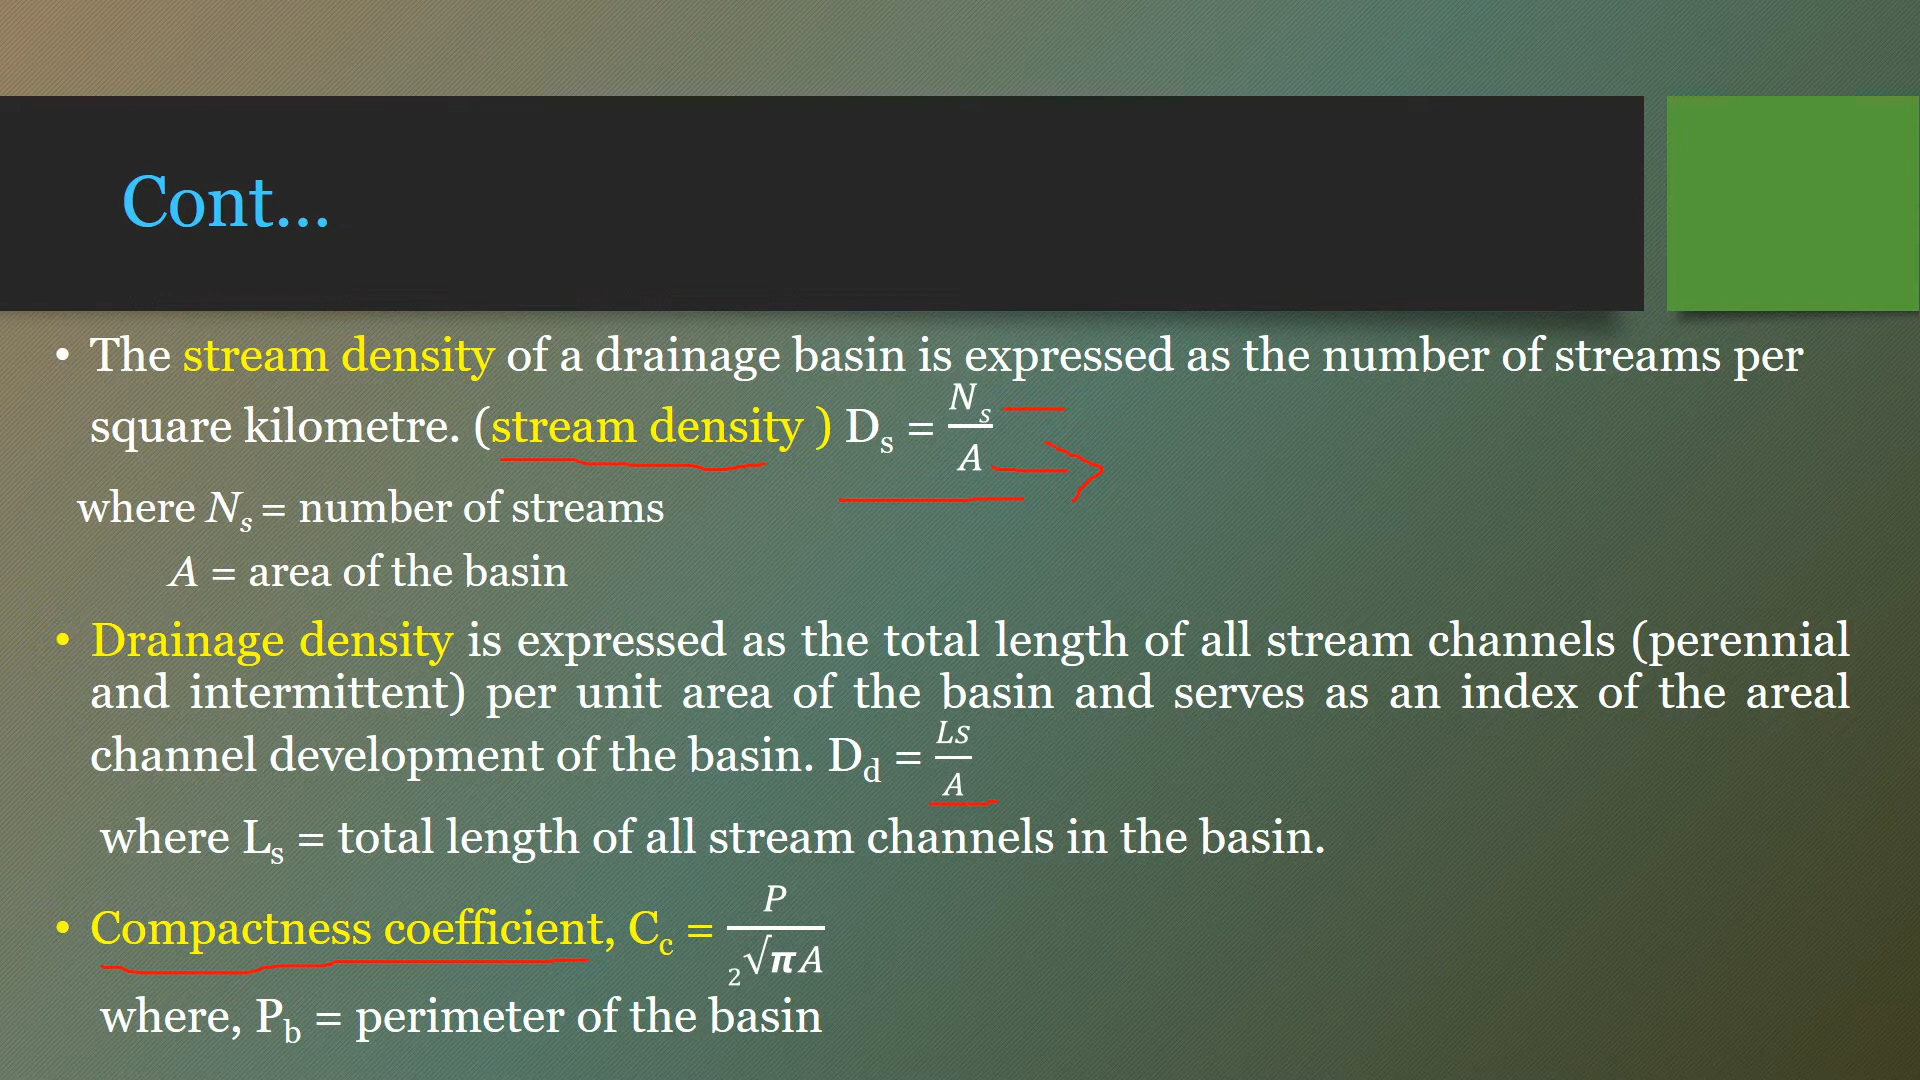 Cont...
• The stream density of a drainage basin is expressed as the number of streams per
square kilometre. (stream density ) Dₛ = Nₛ/A
where Nₛ = number of streams
A = area of the basin
• Drainage density is expressed as the total length of all stream channels (perennial
and intermittent) per unit area of the basin and serves as an index of the areal
channel development of the basin. D_d = Ls/A
where Lₛ = total length of all stream channels in the basin.
• Compactness coefficient, C_c = P/₂√πA
where, P_b = perimeter of the basin